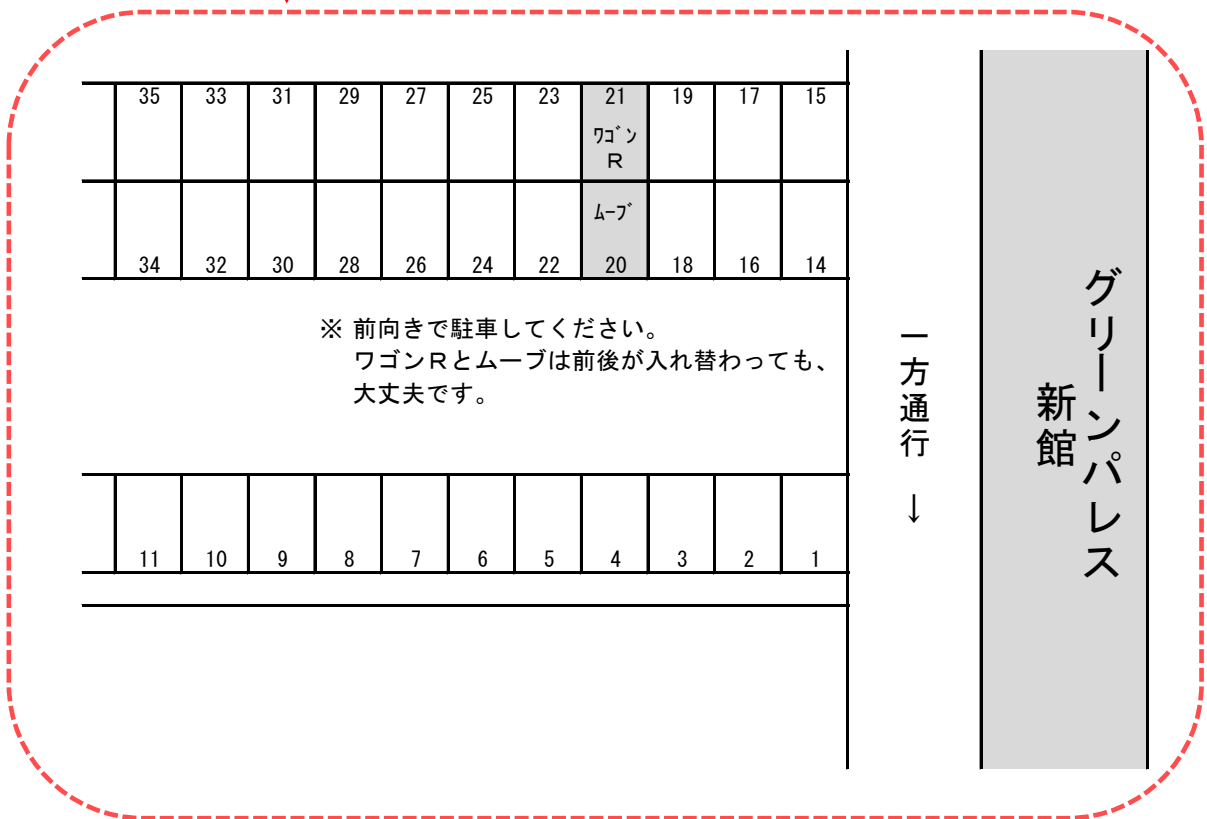 35 33 31 29 27 25 23 21 19 17 15
ﾜｺﾞﾝ
Ｒ
ﾑｰﾌﾞ
34 32 30 28 26 24 22 20 18 16 14
※ 前向きで駐車してください。
ワゴンＲとムーブは前後が入れ替わっても、
大丈夫です。
11 10 9 8 7 6 5 4 3 2 1
一方通行 ↓
グリーンパレス
新館